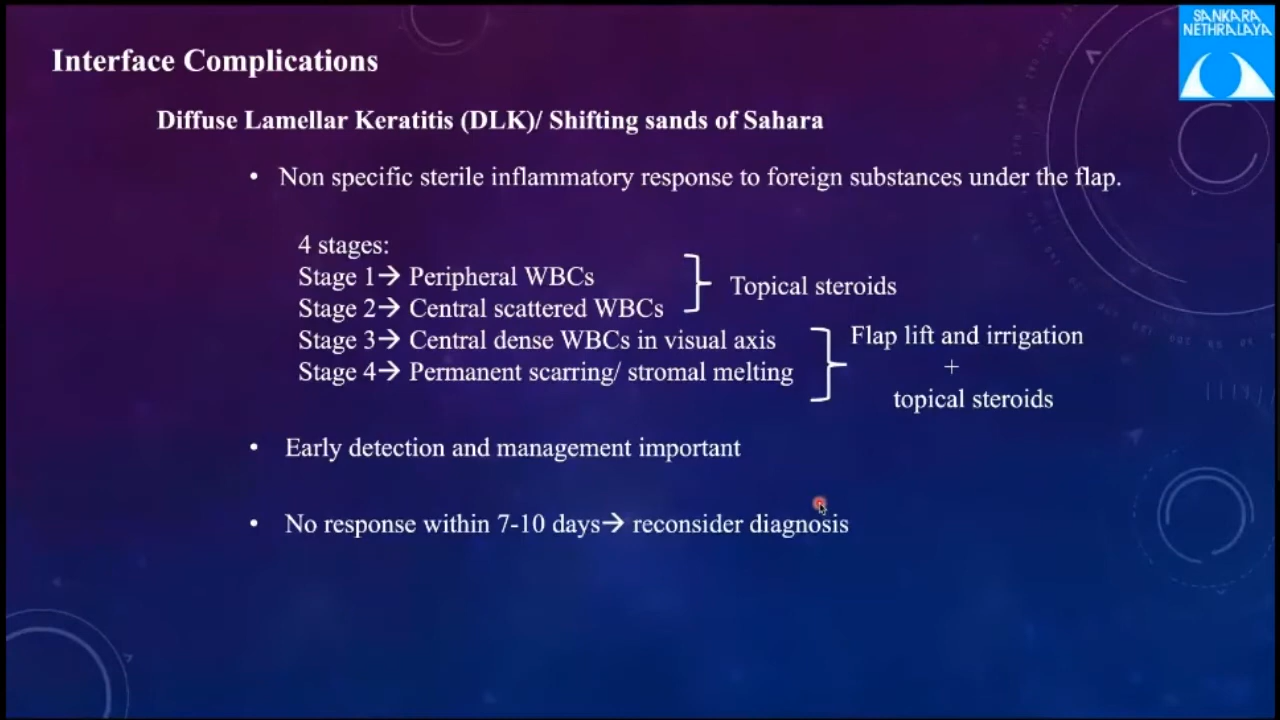 SANKARA
NETHRALAYA
Interface Complications
Diffuse Lamellar Keratitis (DLK)/ Shifting sands of Sahara
• Non specific sterile inflammatory response to foreign substances under the flap.
4 stages:
Stage 1→ Peripheral WBCs
Topical steroids
Stage 2→ Central scattered WBCs
Stage 3→ Central dense WBCs in visual axis
Flap lift and irrigation
+
Stage 4→ Permanent scarring/ stromal melting
topical steroids
• Early detection and management important
• No response within 7-10 days→ reconsider diagnosis